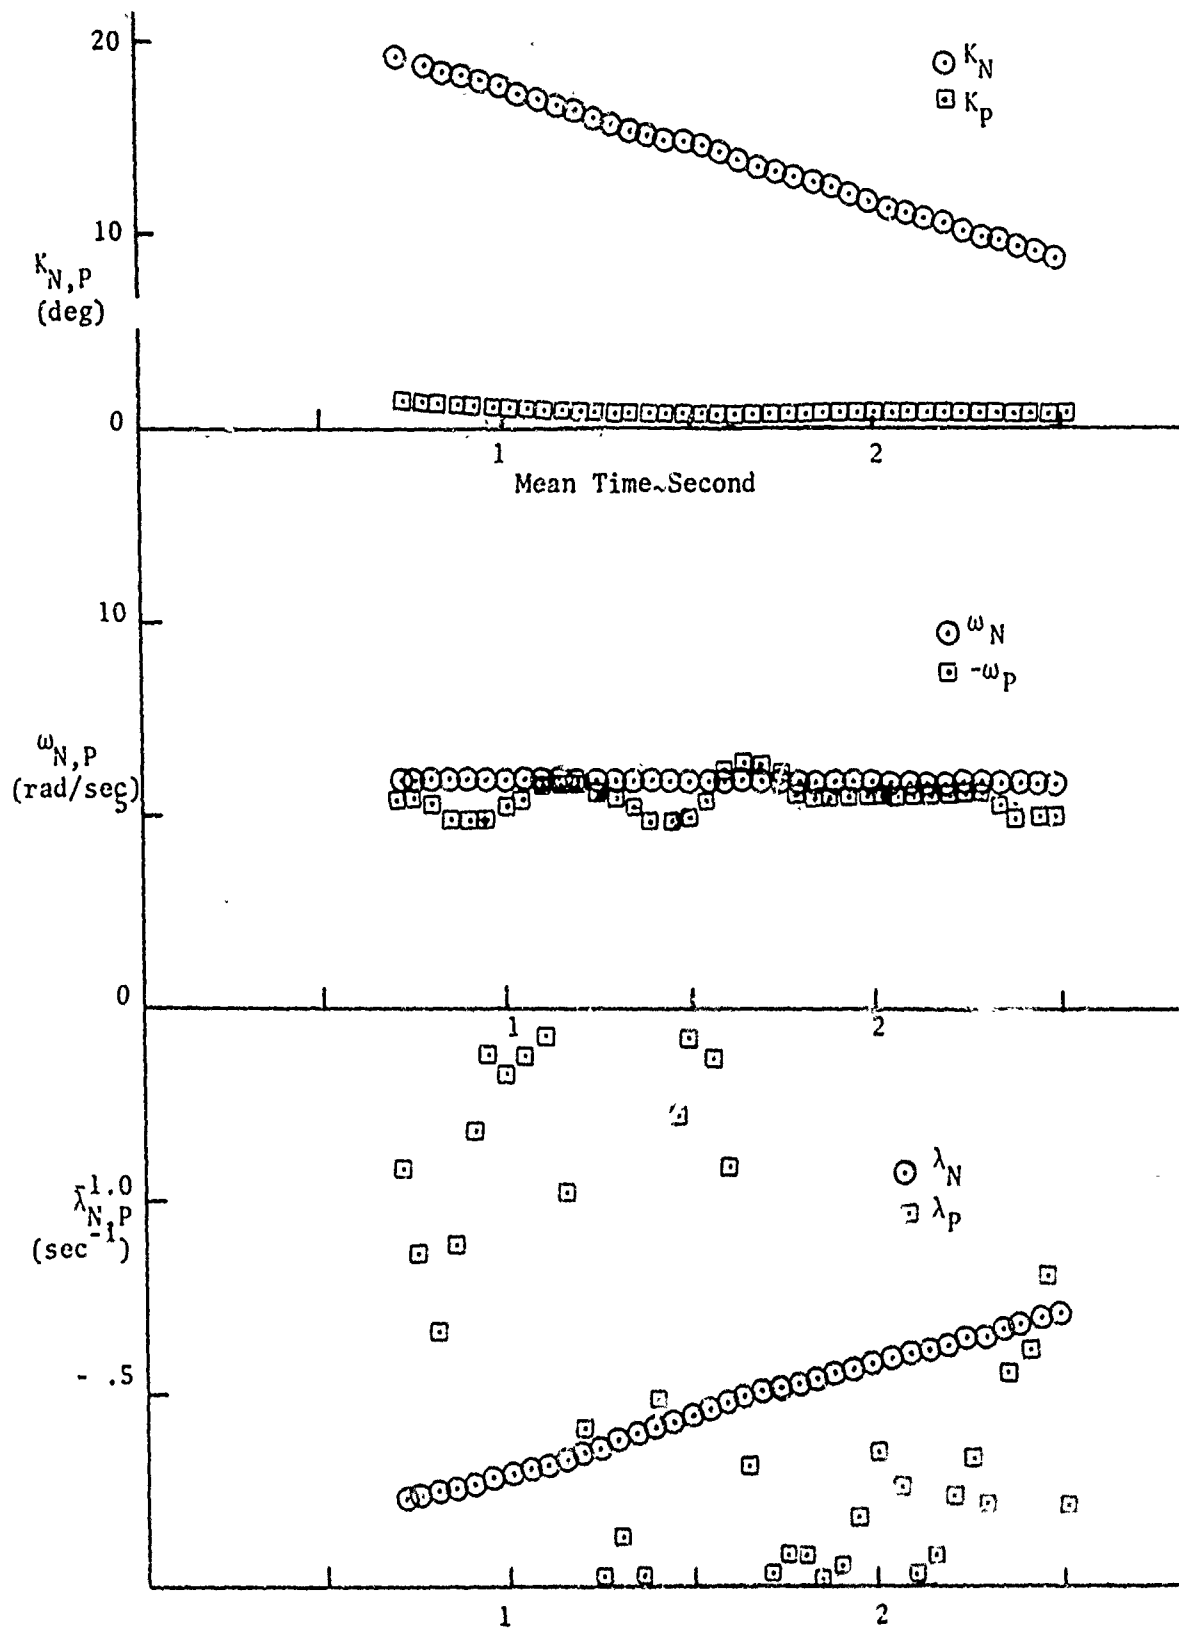 20
K_N
K_p
10
K_N,P
(deg)
0
1
2
Mean Time~Second
10
ω_N
-ω_P
ω_N,P
(rad/sec)
5
0
1
2
-1.0
λ_N,P
(sec^-1)
λ_N
λ_P
- .5
1
2